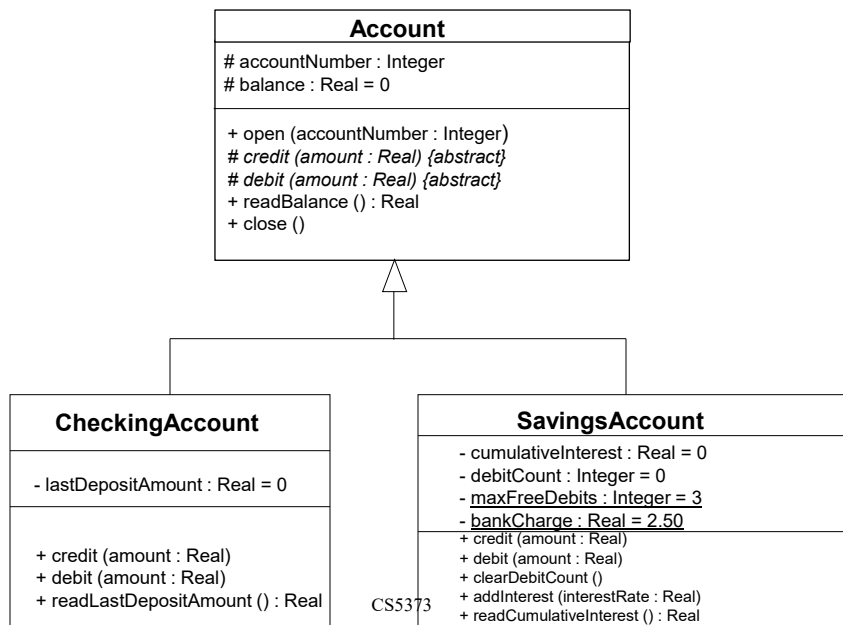 Account
# accountNumber : Integer
# balance : Real = 0
+ open (accountNumber : Integer)
# credit (amount : Real) {abstract}
# debit (amount : Real) {abstract}
+ readBalance () : Real
+ close ()
CheckingAccount
- lastDepositAmount : Real = 0
+ credit (amount : Real)
+ debit (amount : Real)
+ readLastDepositAmount () : Real
SavingsAccount
- cumulativeInterest : Real = 0
- debitCount : Integer = 0
- maxFreeDebits : Integer = 3
- bankCharge : Real = 2.50
+ credit (amount : Real)
+ debit (amount : Real)
+ clearDebitCount ()
+ addInterest (interestRate : Real)
+ readCumulativeInterest () : Real
CS5373